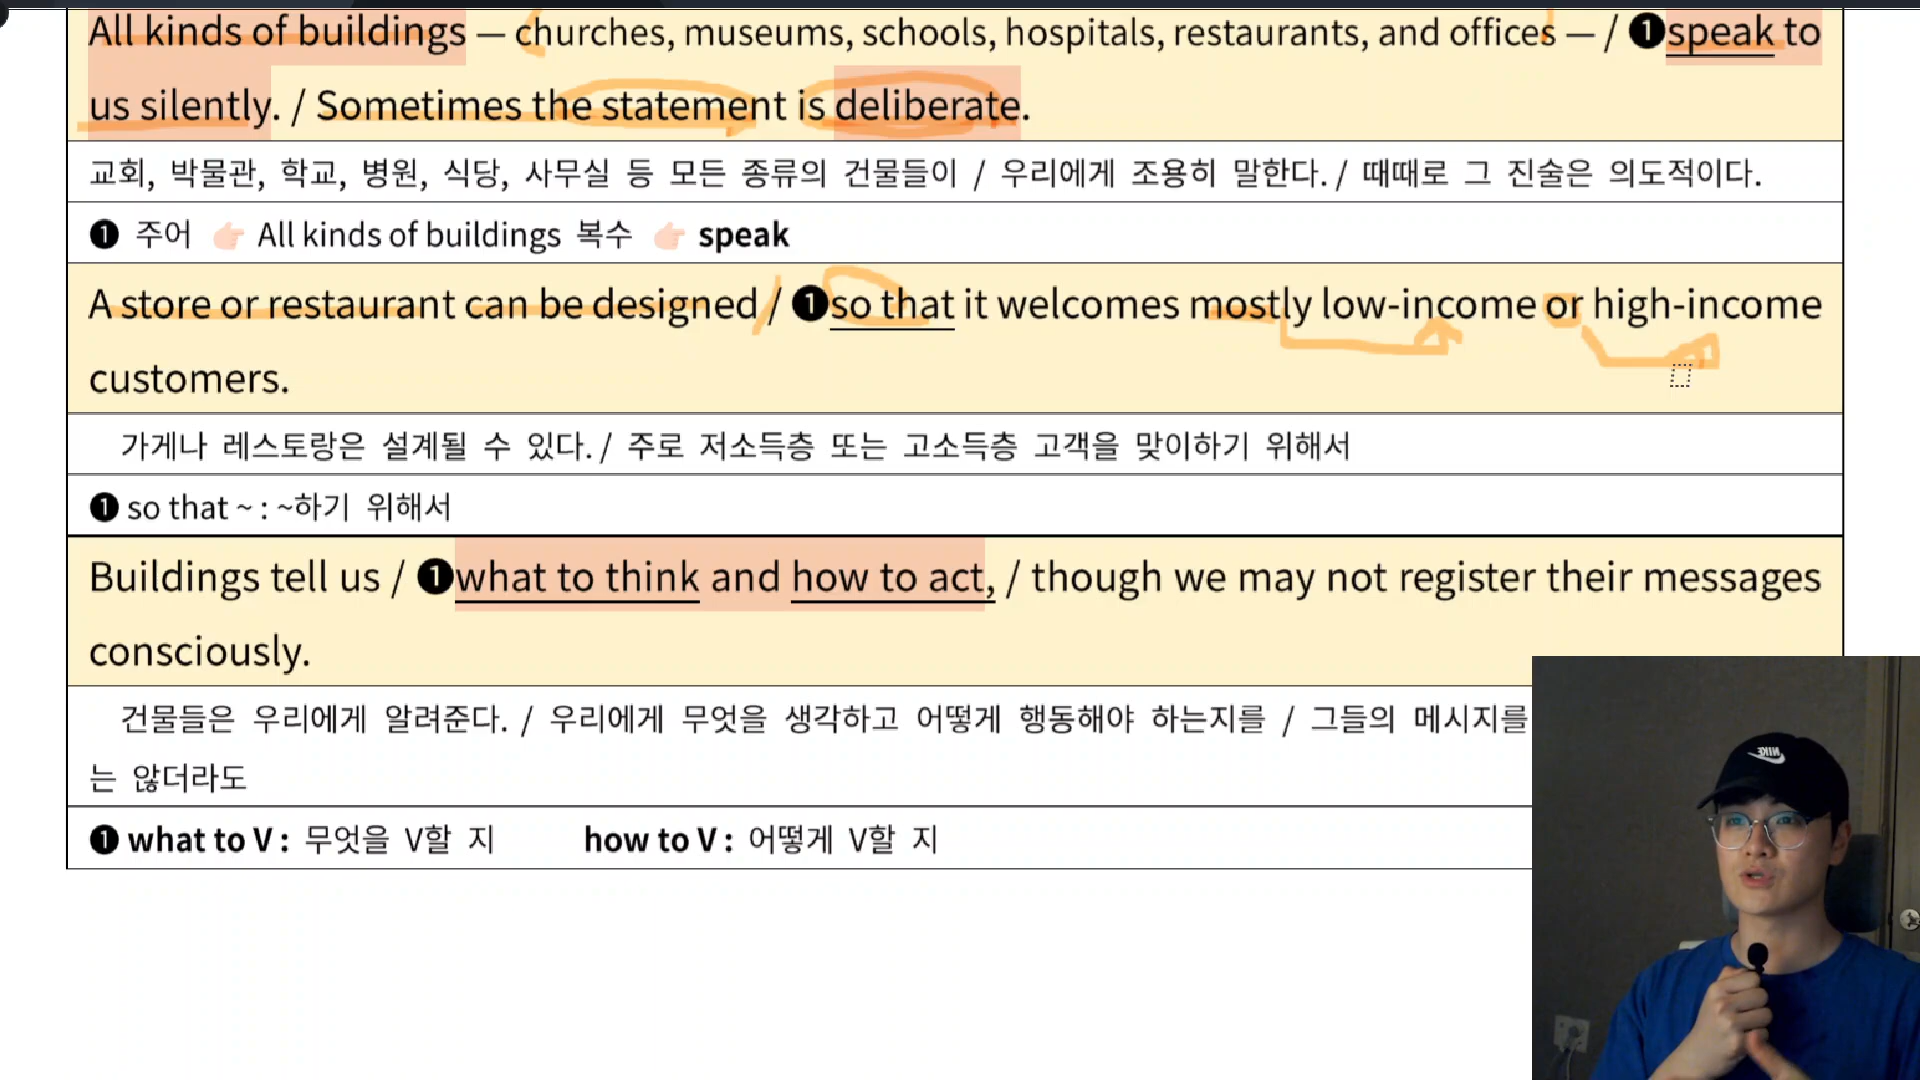 All kinds of buildings — churches, museums, schools, hospitals, restaurants, and offices — / ❶speak to
us silently. / Sometimes the statement is deliberate.
교회, 박물관, 학교, 병원, 식당, 사무실 등 모든 종류의 건물들이 / 우리에게 조용히 말한다. / 때때로 그 진술은 의도적이다.
❶ 주어 👉 All kinds of buildings 복수 👉 speak
A store or restaurant can be designed / ❶so that it welcomes mostly low-income or high-income
customers.
가게나 레스토랑은 설계될 수 있다. / 주로 저소득층 또는 고소득층 고객을 맞이하기 위해서
❶ so that ~ : ~하기 위해서
Buildings tell us / ❶what to think and how to act, / though we may not register their messages
consciously.
건물들은 우리에게 알려준다. / 우리에게 무엇을 생각하고 어떻게 행동해야 하는지를 / 그들의 메시지를
는 않더라도
❶ what to V : 무엇을 V할 지 how to V : 어떻게 V할 지
NIKE